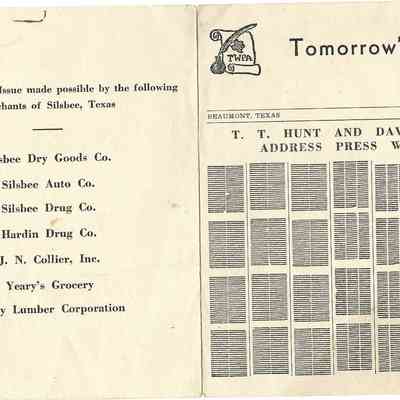 Issue made possible by the following
chants of Silsbee, Texas
sbee Dry Goods Co.
Silsbee Auto Co.
Silsbee Drug Co.
Hardin Drug Co.
J. N. Collier, Inc.
Yeary's Grocery
y Lumber Corporation
TWPA
Tomorrow'
BEAUMONT, TEXAS
T. T. HUNT AND DAV
ADDRESS PRESS W